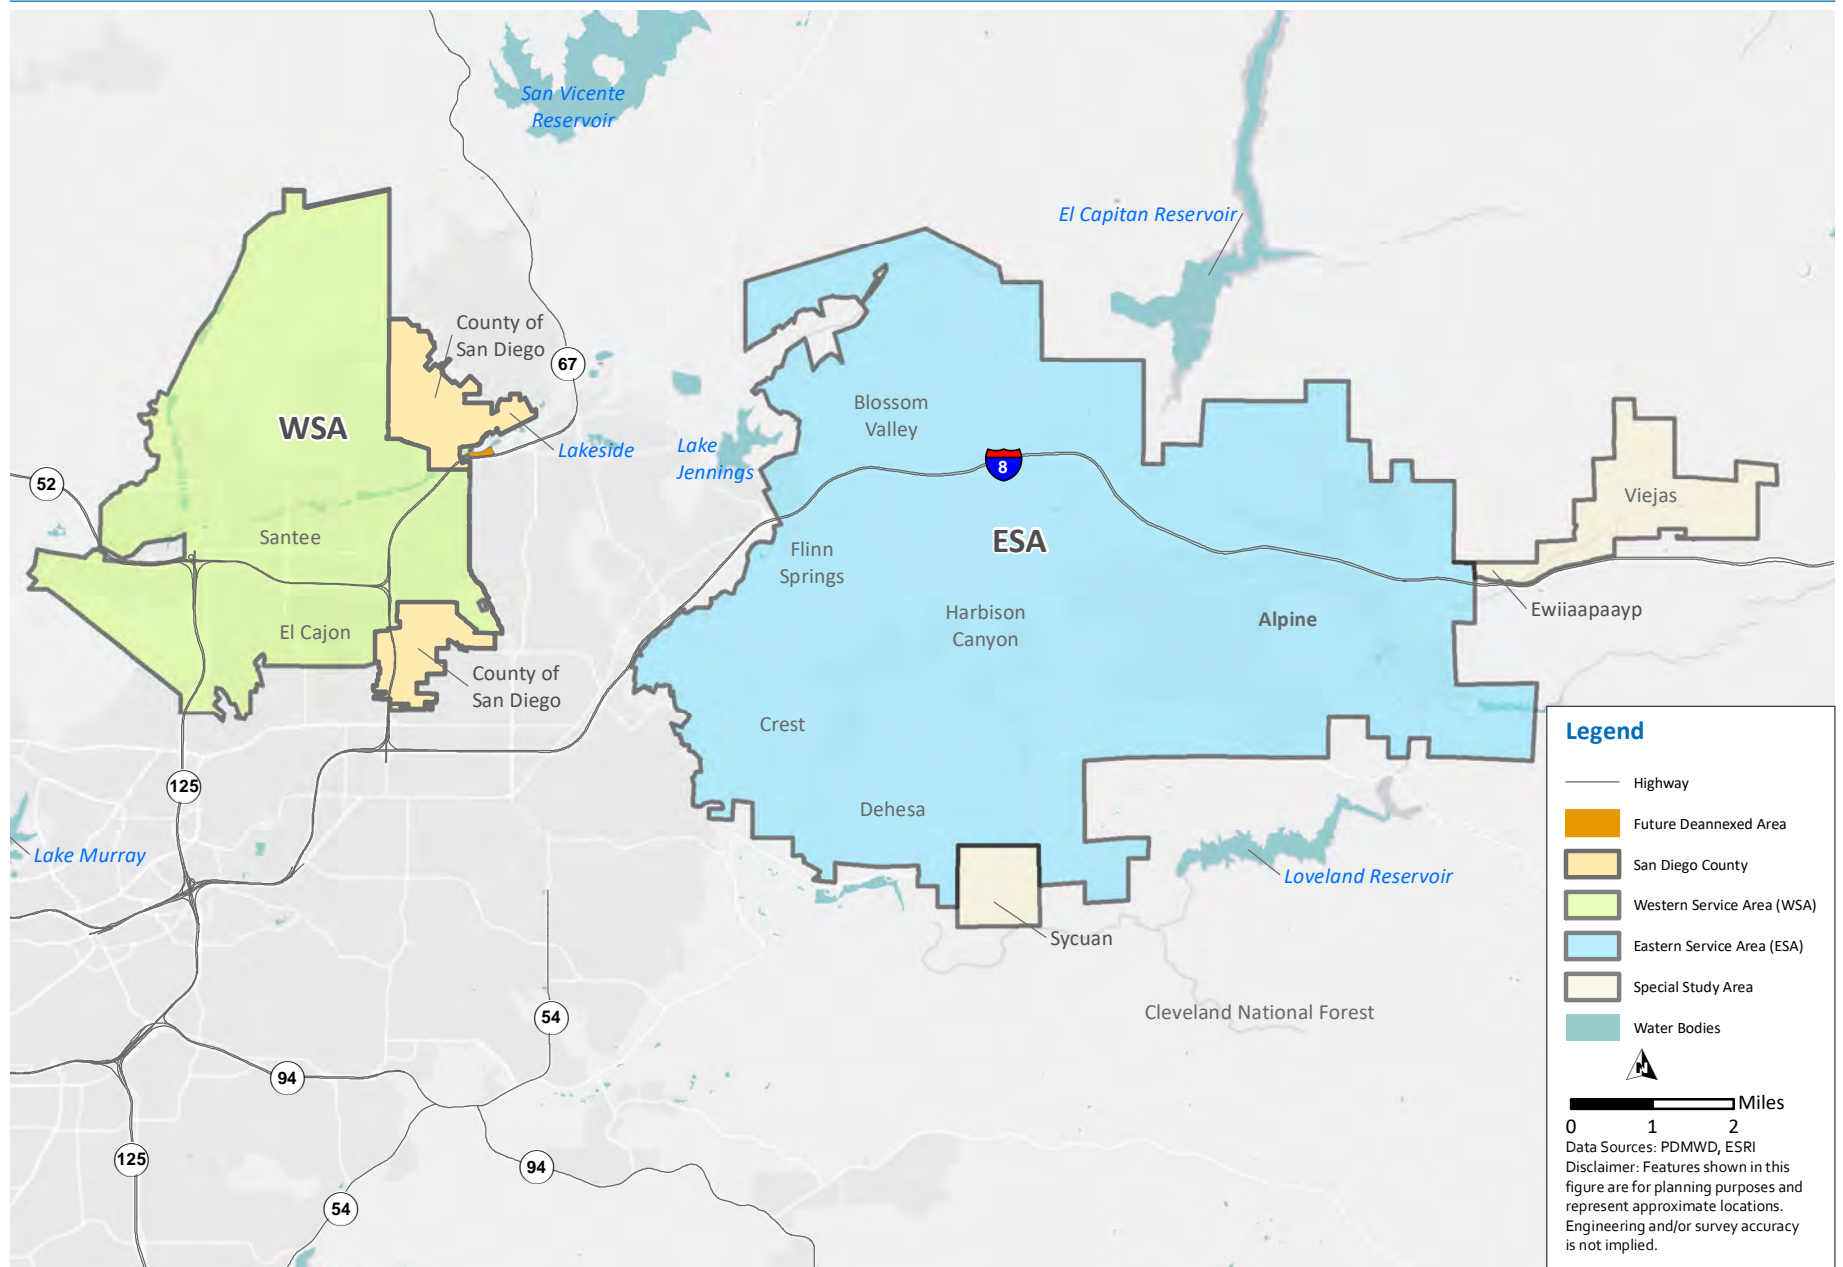 San Vicente
Reservoir
El Capitan Reservoir
County of
San Diego
67
WSA
Lakeside
Lake
Jennings
Blossom
Valley
8
52
Santee
Flinn
Springs
ESA
Viejas
Ewiiaapaayp
El Cajon
Harbison
Canyon
Alpine
County of
San Diego
Crest
125
Dehesa
Lake Murray
Loveland Reservoir
Sycuan
Cleveland National Forest
54
94
125
94
54
Legend
Highway
Future Deannexed Area
San Diego County
Western Service Area (WSA)
Eastern Service Area (ESA)
Special Study Area
Water Bodies
N
Miles
0 1 2
Data Sources: PDMWD, ESRI
Disclaimer: Features shown in this
figure are for planning purposes and
represent approximate locations.
Engineering and/or survey accuracy
is not implied.